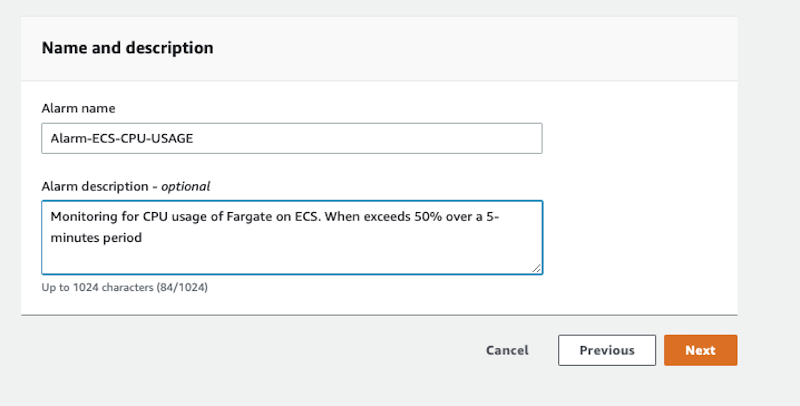 Name and description
Alarm name
Alarm-ECS-CPU-USAGE
Alarm description - optional
Monitoring for CPU usage of Fargate on ECS. When exceeds 50% over a 5-
minutes period
Up to 1024 characters (84/1024)
Cancel
Previous
Next